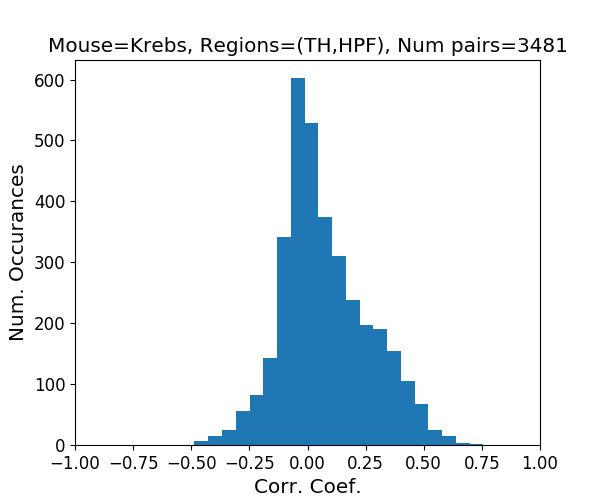 Mouse=Krebs, Regions=(TH,HPF), Num pairs=3481
Num. Occurances
600
500
400
300
200
100
0
−1.00 −0.75 −0.50 −0.25 0.00 0.25 0.50 0.75 1.00
Corr. Coef.